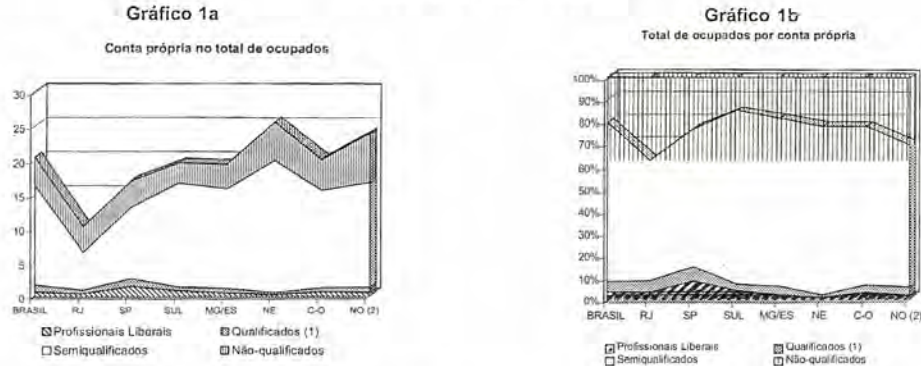 Gráfico 1a
Conta própria no total de ocupados
30
25
20
15
10
5
0
BRASIL RJ SP SUL MG/ES NE C-O NO (2)
Profissionais Liberais Qualificados (1)
Semiqualificados Não-qualificados
Gráfico 1b
Total de ocupados por conta própria
100%
90%
80%
70%
60%
50%
40%
30%
20%
10%
0%
BRASIL RJ SP SUL MG/ES NE C-O NO (2)
Profissionais Liberais Qualificados (1)
Semiqualificados Não-qualificados